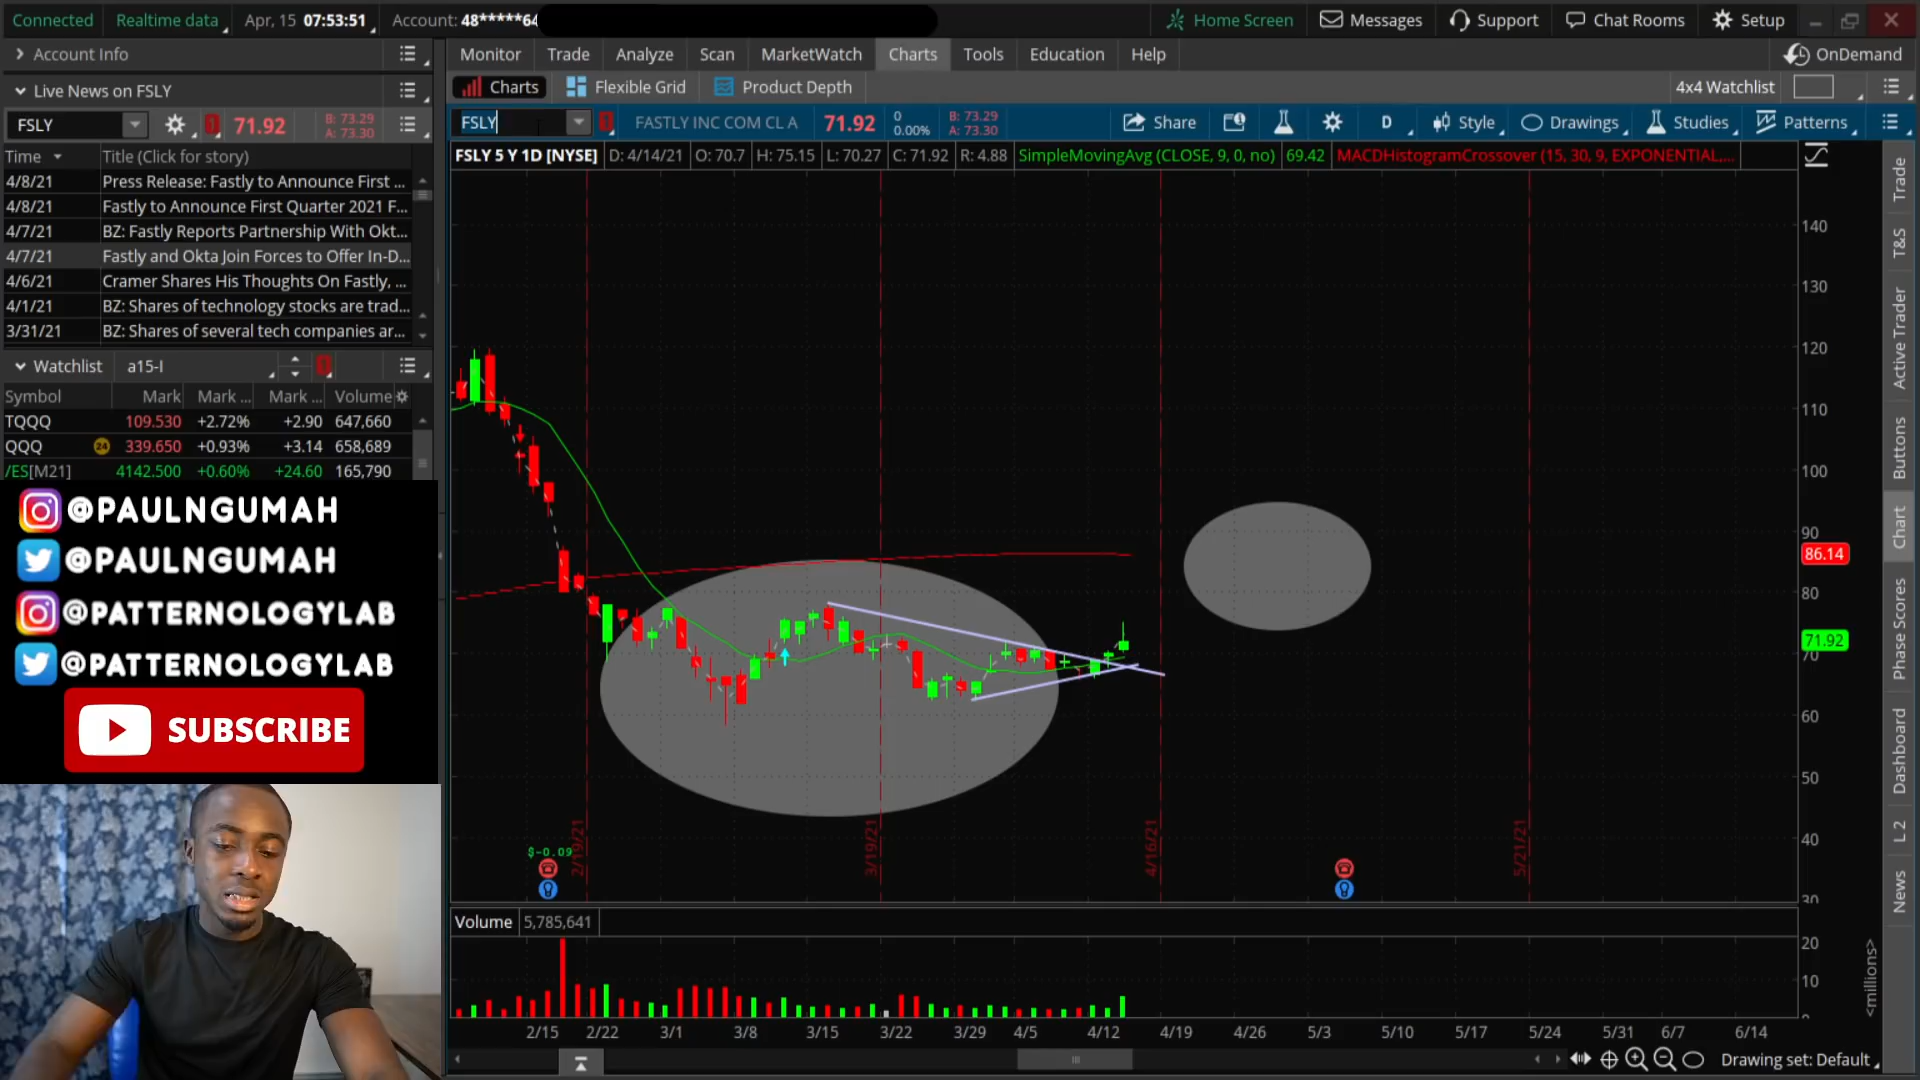 Connected Realtime data Apr, 15 07:53:51 Account: 48*****64 Home Screen Messages Support Chat Rooms Setup
Account Info
Monitor Trade Analyze Scan MarketWatch Charts Tools Education Help OnDemand
Live News on FSLY
Charts Flexible Grid Product Depth 4x4 Watchlist
FSLY 71.92 B: 73.29 A: 73.30
FSLY FASTLY INC COM CL A 71.92 0 0.00% B: 73.29 A: 73.30 Share D Style Drawings Studies Patterns
Time Title (Click for story)
FSLY 5 Y 1D [NYSE] D: 4/14/21 O: 70.7 H: 75.15 L: 70.27 C: 71.92 R: 4.88 SimpleMovingAvg (CLOSE, 9, 0, no) 69.42 MACDHistogramCrossover (15, 30, 9, EXPONENTIAL,...
4/8/21 Press Release: Fastly to Announce First ...
4/8/21 Fastly to Announce First Quarter 2021 F...
4/7/21 BZ: Fastly Reports Partnership With Okt...
4/7/21 Fastly and Okta Join Forces to Offer In-D...
4/6/21 Cramer Shares His Thoughts On Fastly, ...
4/1/21 BZ: Shares of technology stocks are trad...
3/31/21 BZ: Shares of several tech companies ar...
Watchlist a15-I
Symbol Mark Mark ... Mark ... Volume
TQQQ 109.530 +2.72% +2.90 647,660
QQQ 24 339.650 +0.93% +3.14 658,689
/ES[M21] 4142.500 +0.60% +24.60 165,790
@PAULNGUMAH
@PAULNGUMAH
@PATTERNOLOGYLAB
@PATTERNOLOGYLAB
SUBSCRIBE
140
130
120
110
100
90
86.14
80
71.92
70
60
50
40
30
$-0.09
2/19/21
3/19/21
4/16/21
5/21/21
Volume 5,785,641
20
10
0
<millions>
2/15 2/22 3/1 3/8 3/15 3/22 3/29 4/5 4/12 4/19 4/26 5/3 5/10 5/17 5/24 5/31 6/7 6/14
Drawing set: Default
Trade
T&S
Active Trader
Buttons
Chart
Phase Scores
Dashboard
L 2
News